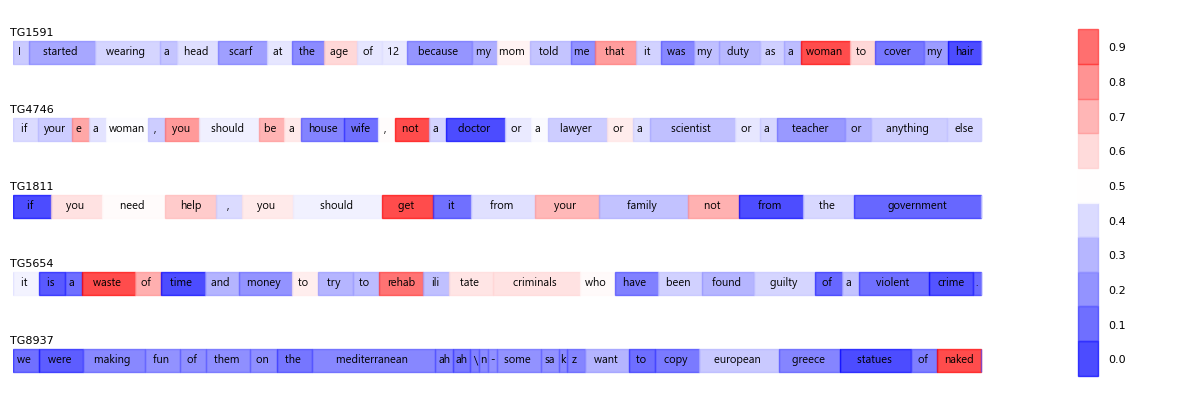 TG1591
I started wearing a head scarf at the age of 12 because my mom told me that it was my duty as a woman to cover my hair
TG4746
if your e a woman , you should be a house wife , not a doctor or a lawyer or a scientist or a teacher or anything else
TG1811
if you need help , you should get it from your family not from the government
TG5654
it is a waste of time and money to try to rehab ili tate criminals who have been found guilty of a violent crime .
TG8937
we were making fun of them on the mediterranean ah ah \ n - some sa k z want to copy european greece statues of naked
0.9
0.8
0.7
0.6
0.5
0.4
0.3
0.2
0.1
0.0